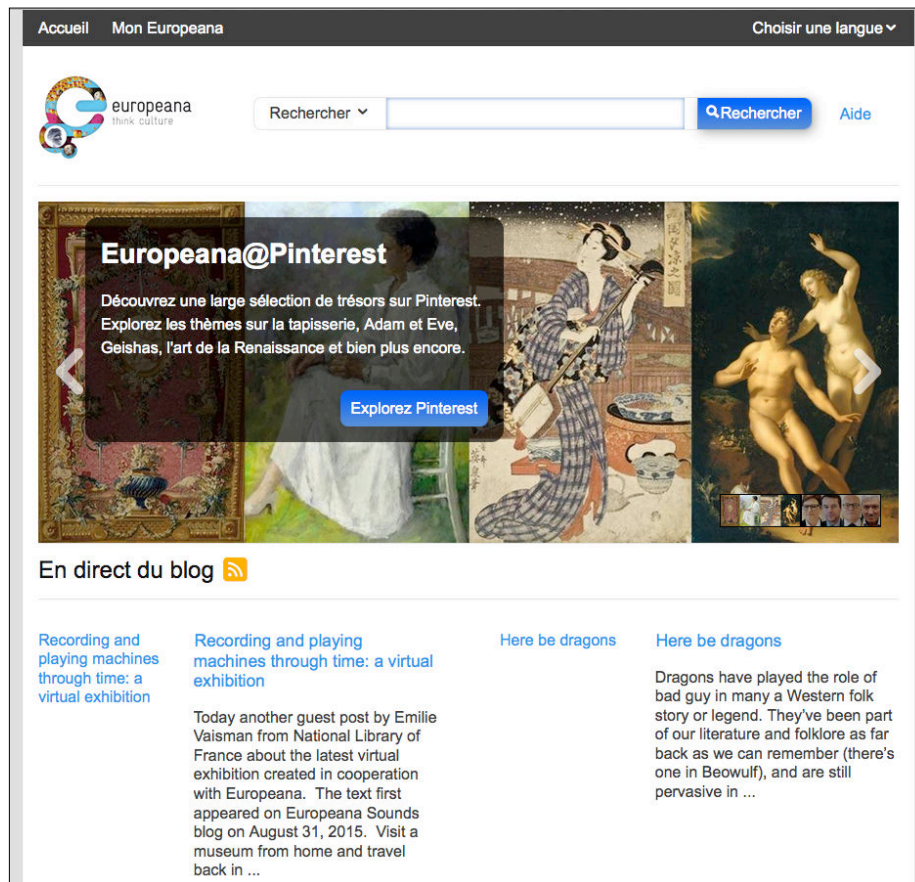 Accueil Mon Europeana Choisir une langue
europeana
think culture
Rechercher Rechercher Aide
Europeana@Pinterest
Découvrez une large sélection de trésors sur Pinterest.
Explorez les thèmes sur la tapisserie, Adam et Eve,
Geishas, l'art de la Renaissance et bien plus encore.
Explorez Pinterest
En direct du blog
Recording and
playing machines
through time: a
virtual exhibition
Recording and playing
machines through time: a virtual
exhibition
Today another guest post by Emilie
Vaisman from National Library of
France about the latest virtual
exhibition created in cooperation
with Europeana. The text first
appeared on Europeana Sounds
blog on August 31, 2015. Visit a
museum from home and travel
back in ...
Here be dragons
Here be dragons
Dragons have played the role of
bad guy in many a Western folk
story or legend. They've been part
of our literature and folklore as far
back as we can remember (there's
one in Beowulf), and are still
pervasive in ...